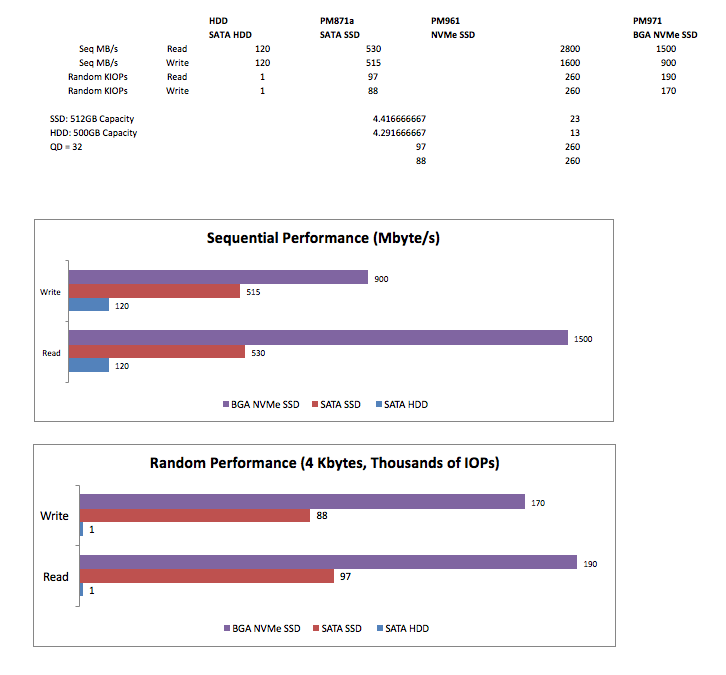 HDD PM871a PM961 PM971
SATA HDD SATA SSD NVMe SSD BGA NVMe SSD
Seq MB/s Read 120 530 2800 1500
Seq MB/s Write 120 515 1600 900
Random KIOPs Read 1 97 260 190
Random KIOPs Write 1 88 260 170
SSD: 512GB Capacity 4.416666667 23
HDD: 500GB Capacity 4.291666667 13
QD = 32 97 260
88 260
Sequential Performance (Mbyte/s)
900
Write 515
120
1500
Read 530
120
BGA NVMe SSD SATA SSD SATA HDD
Random Performance (4 Kbytes, Thousands of IOPs)
170
Write 88
1
190
Read 97
1
BGA NVMe SSD SATA SSD SATA HDD